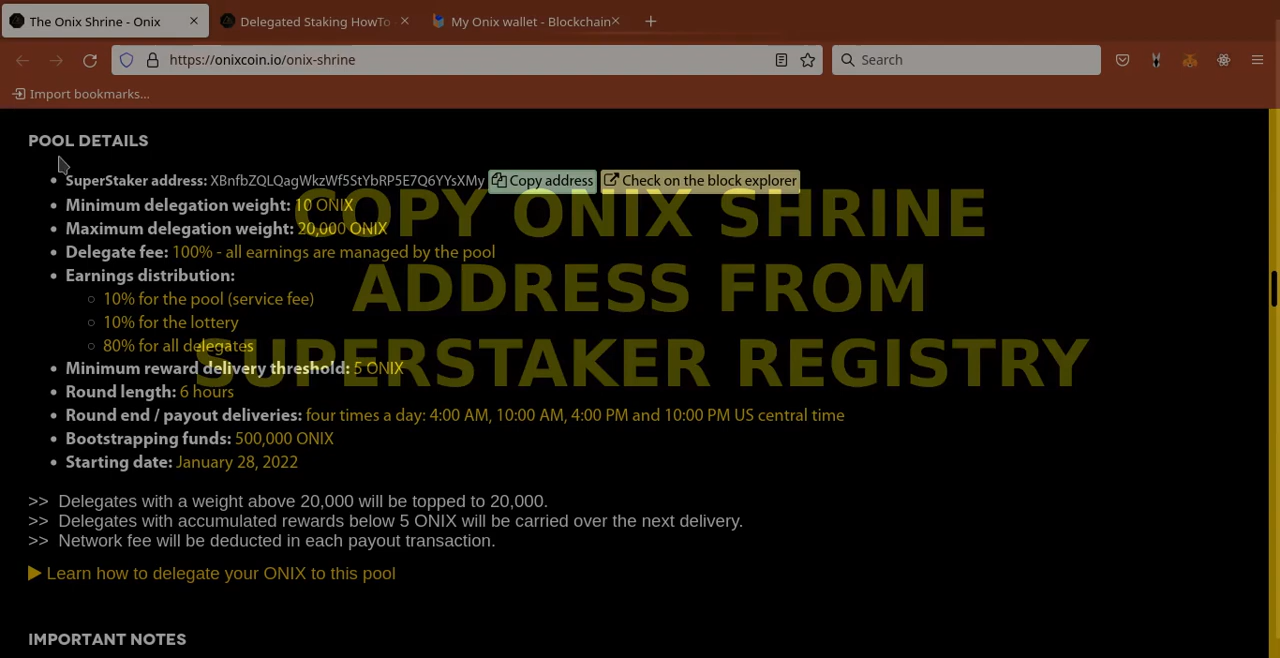 The Onix Shrine - Onix
Delegated Staking HowTo
My Onix wallet - Blockchain
https://onixcoin.io/onix-shrine
Search
Import bookmarks...
POOL DETAILS
SuperStaker address: XBnfbZQLQagWkzWf5StYbRP5E7Q6YYsXMy Copy address Check on the block explorer
Minimum delegation weight: 10 ONIX
Maximum delegation weight: 20,000 ONIX
Delegate fee: 100% - all earnings are managed by the pool
Earnings distribution:
10% for the pool (service fee)
10% for the lottery
80% for all delegates
Minimum reward delivery threshold: 5 ONIX
Round length: 6 hours
Round end / payout deliveries: four times a day: 4:00 AM, 10:00 AM, 4:00 PM and 10:00 PM US central time
Bootstrapping funds: 500,000 ONIX
Starting date: January 28, 2022
COPY ONIX SHRINE
ADDRESS FROM
SUPERSTAKER REGISTRY
>> Delegates with a weight above 20,000 will be topped to 20,000.
>> Delegates with accumulated rewards below 5 ONIX will be carried over the next delivery.
>> Network fee will be deducted in each payout transaction.
Learn how to delegate your ONIX to this pool
IMPORTANT NOTES